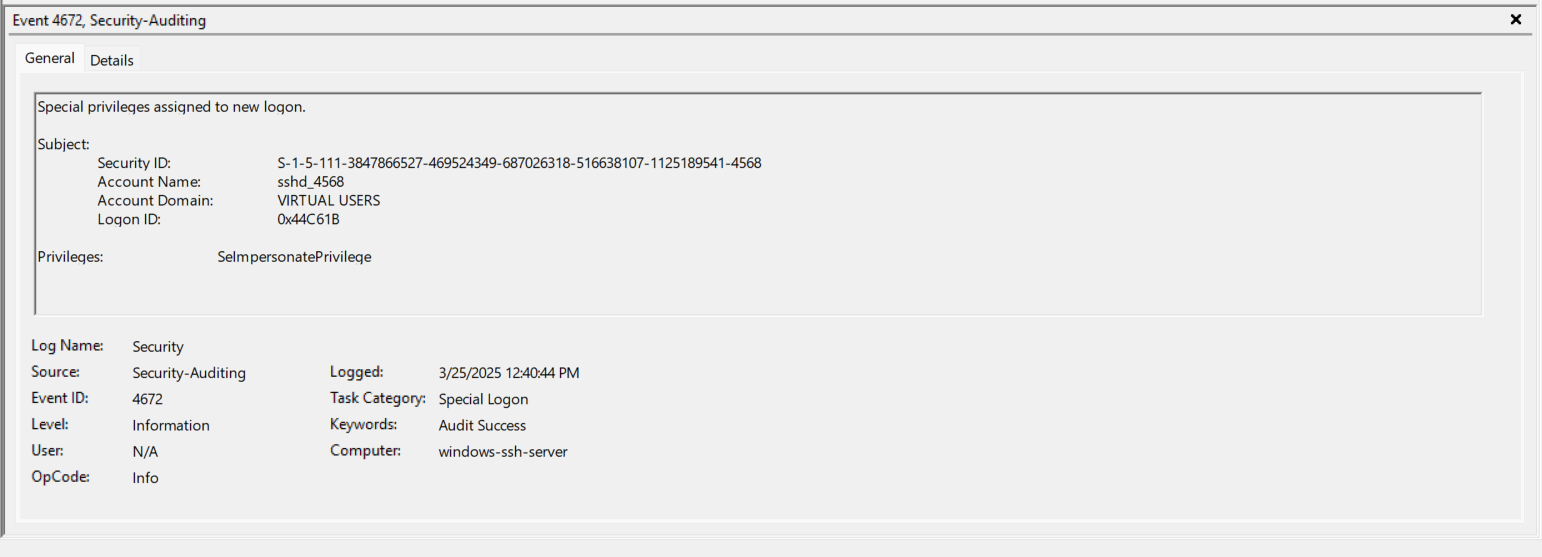 Event 4672, Security-Auditing
General Details
Special privileges assigned to new logon.
Subject:
Security ID: S-1-5-111-3847866527-469524349-687026318-516638107-1125189541-4568
Account Name: sshd_4568
Account Domain: VIRTUAL USERS
Logon ID: 0x44C61B
Privileges: SeImpersonatePrivilege
Log Name: Security
Source: Security-Auditing Logged: 3/25/2025 12:40:44 PM
Event ID: 4672 Task Category: Special Logon
Level: Information Keywords: Audit Success
User: N/A Computer: windows-ssh-server
OpCode: Info